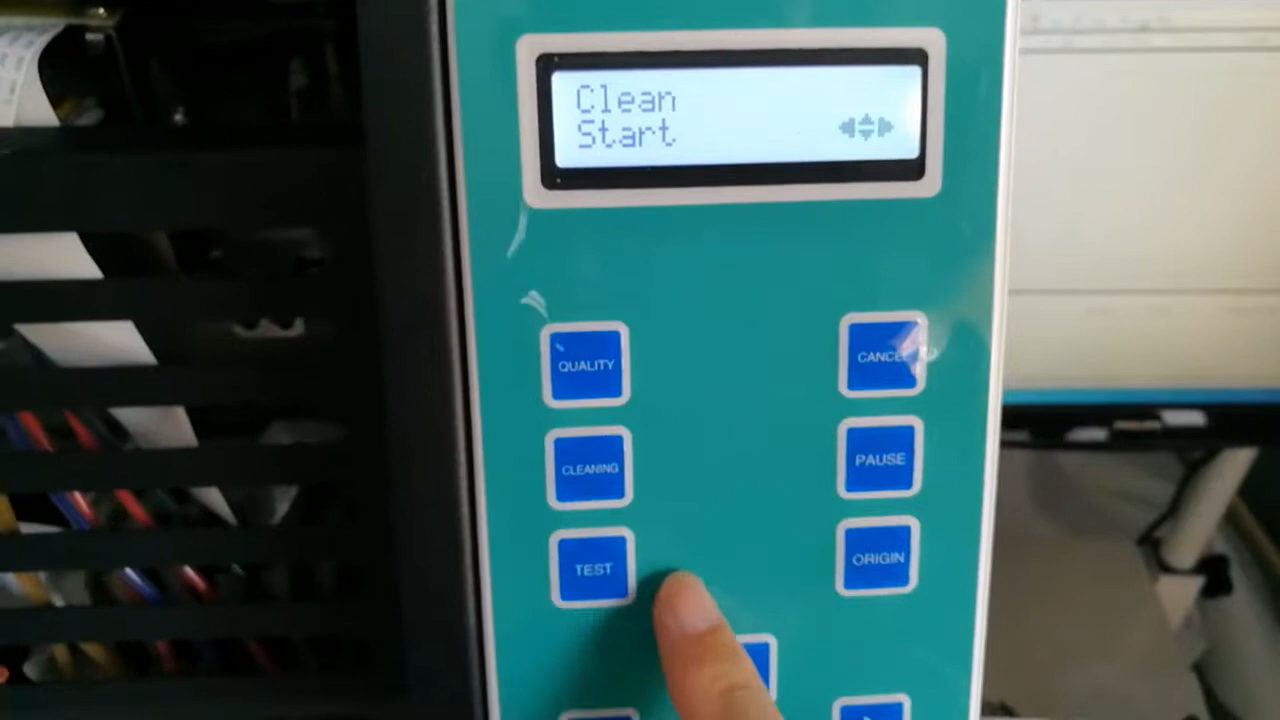 Clean
Start
QUALITY
CANCEL
CLEANING
PAUSE
TEST
ORIGIN